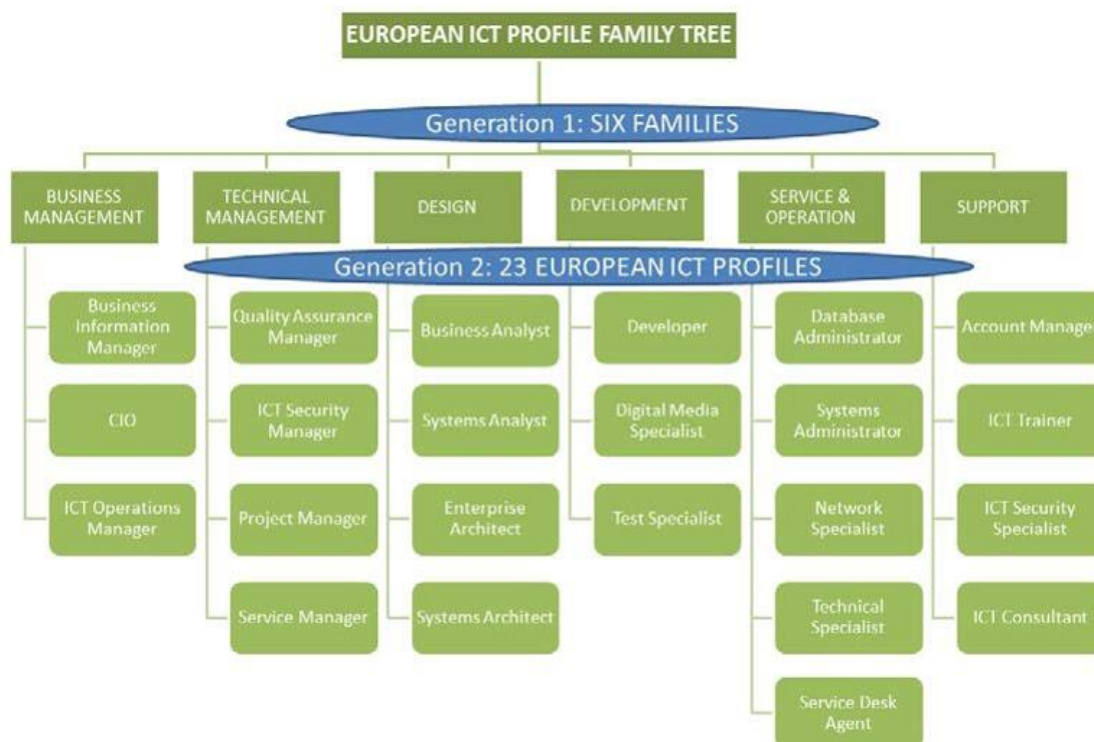 EUROPEAN ICT PROFILE FAMILY TREE
Generation 1: SIX FAMILIES
BUSINESS
MANAGEMENT
TECHNICAL
MANAGEMENT
DESIGN
DEVELOPMENT
SERVICE &
OPERATION
SUPPORT
Generation 2: 23 EUROPEAN ICT PROFILES
Business
Information
Manager
Quality Assurance
Manager
Business Analyst
Developer
Database
Administrator
Account Manager
CIO
ICT Security
Manager
Systems Analyst
Digital Media
Specialist
Systems
Administrator
ICT Trainer
ICT Operations
Manager
Project Manager
Enterprise
Architect
Test Specialist
Network
Specialist
ICT Security
Specialist
Service Manager
Systems Architect
Technical
Specialist
ICT Consultant
Service Desk
Agent